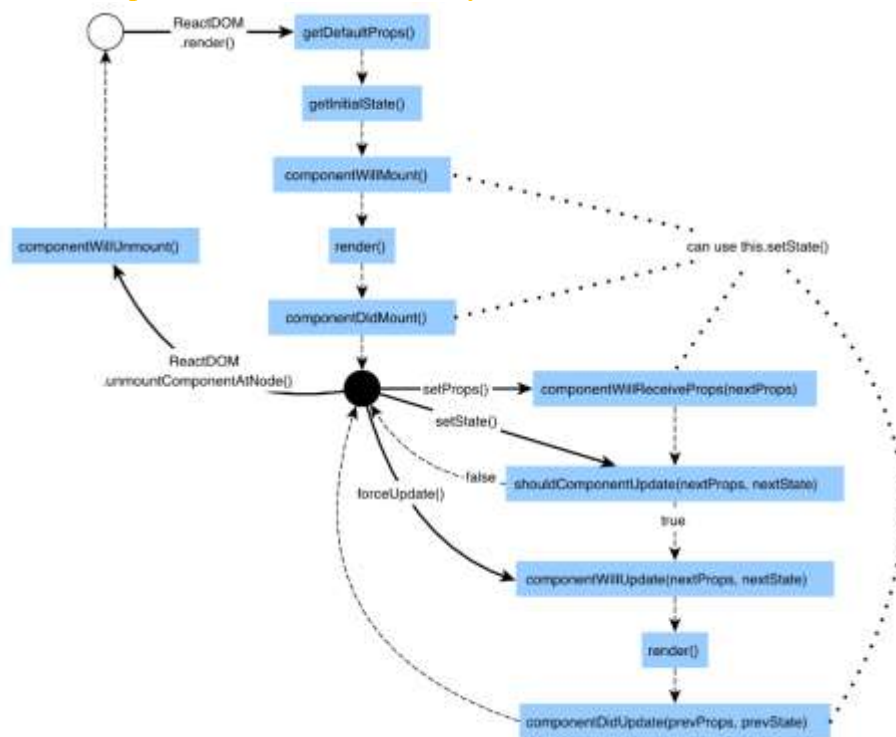 ReactDOM
.render()
getDefaultProps()
getInitialState()
componentWillMount()
componentWillUnmount()
render()
can use this.setState()
componentDidMount()
ReactDOM
.unmountComponentAtNode()
setProps()
componentWillReceiveProps(nextProps)
setState()
false
shouldComponentUpdate(nextProps, nextState)
forceUpdate()
true
componentWillUpdate(nextProps, nextState)
render()
componentDidUpdate(prevProps, prevState)